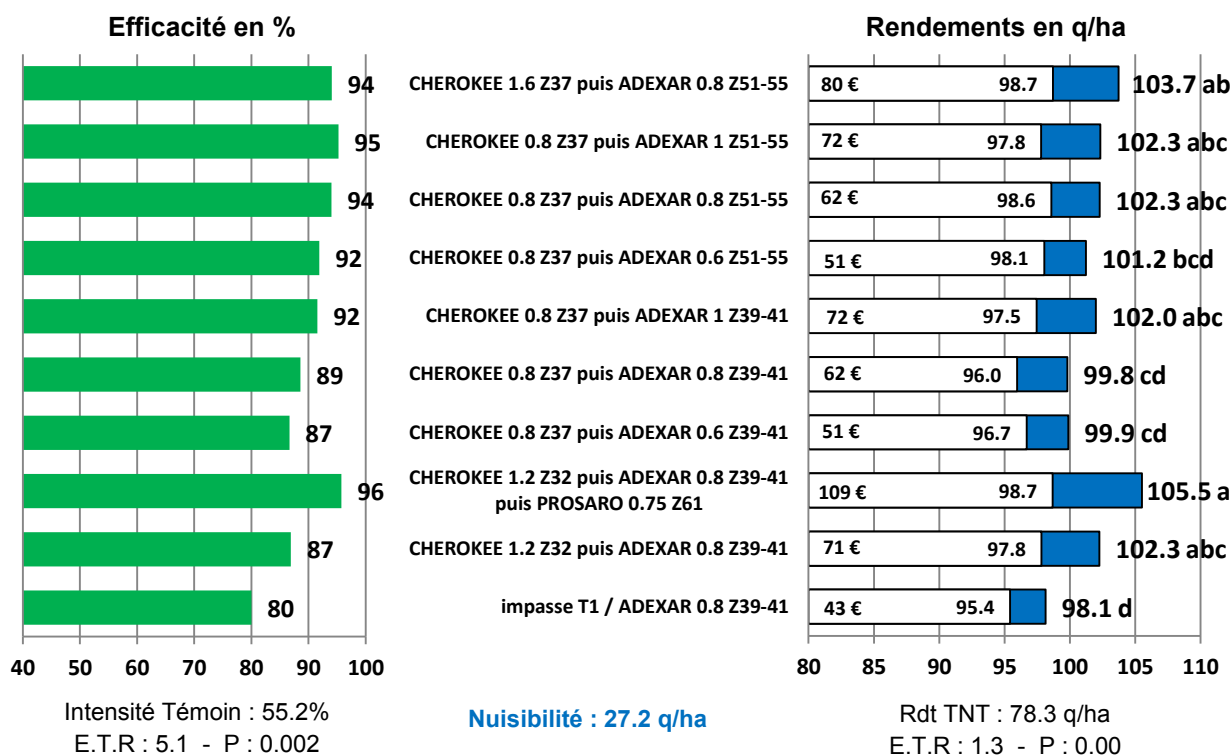 Efficacité en %
Rendements en q/ha
94 CHEROKEE 1.6 Z37 puis ADEXAR 0.8 Z51-55 80 € 98.7 103.7 ab
95 CHEROKEE 0.8 Z37 puis ADEXAR 1 Z51-55 72 € 97.8 102.3 abc
94 CHEROKEE 0.8 Z37 puis ADEXAR 0.8 Z51-55 62 € 98.6 102.3 abc
92 CHEROKEE 0.8 Z37 puis ADEXAR 0.6 Z51-55 51 € 98.1 101.2 bcd
92 CHEROKEE 0.8 Z37 puis ADEXAR 1 Z39-41 72 € 97.5 102.0 abc
89 CHEROKEE 0.8 Z37 puis ADEXAR 0.8 Z39-41 62 € 96.0 99.8 cd
87 CHEROKEE 0.8 Z37 puis ADEXAR 0.6 Z39-41 51 € 96.7 99.9 cd
96 CHEROKEE 1.2 Z32 puis ADEXAR 0.8 Z39-41
puis PROSARO 0.75 Z61 109 € 98.7 105.5 a
87 CHEROKEE 1.2 Z32 puis ADEXAR 0.8 Z39-41 71 € 97.8 102.3 abc
80 impasse T1 / ADEXAR 0.8 Z39-41 43 € 95.4 98.1 d
40 50 60 70 80 90 100
80 85 90 95 100 105 110
Intensité Témoin : 55.2%
E.T.R : 5.1 - P : 0.002
Nuisibilité : 27.2 q/ha
Rdt TNT : 78.3 q/ha
E.T.R : 1.3 - P : 0.00